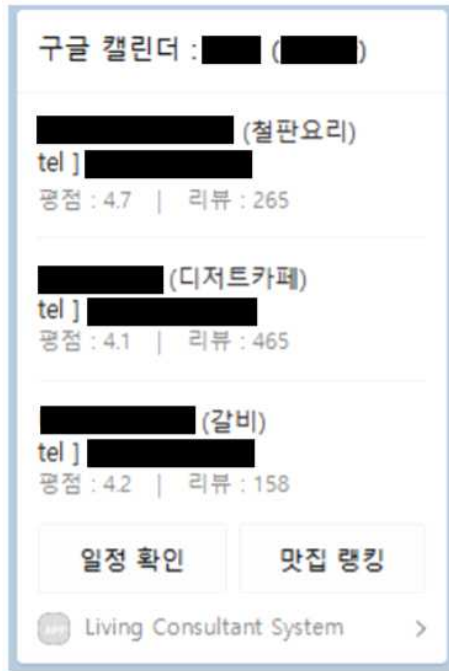 구글 캘린더 : ( )
(철판요리)
tel ]
평점 : 4.7 | 리뷰 : 265
(디저트카페)
tel ]
평점 : 4.1 | 리뷰 : 465
(갈비)
tel ]
평점 : 4.2 | 리뷰 : 158
일정 확인 맛집 랭킹
Living Consultant System >